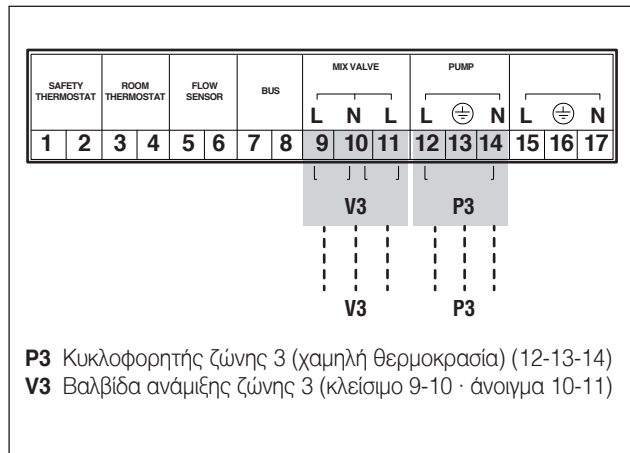 MIX VALVE PUMP
SAFETY THERMOSTAT ROOM THERMOSTAT FLOW SENSOR BUS
L N L L N L N
1 2 3 4 5 6 7 8 9 10 11 12 13 14 15 16 17
V3 P3
V3 P3
P3 Κυκλοφορητής ζώνης 3 (χαμηλή θερμοκρασία) (12-13-14)
V3 Βαλβίδα ανάμιξης ζώνης 3 (κλείσιμο 9-10 · άνοιγμα 10-11)